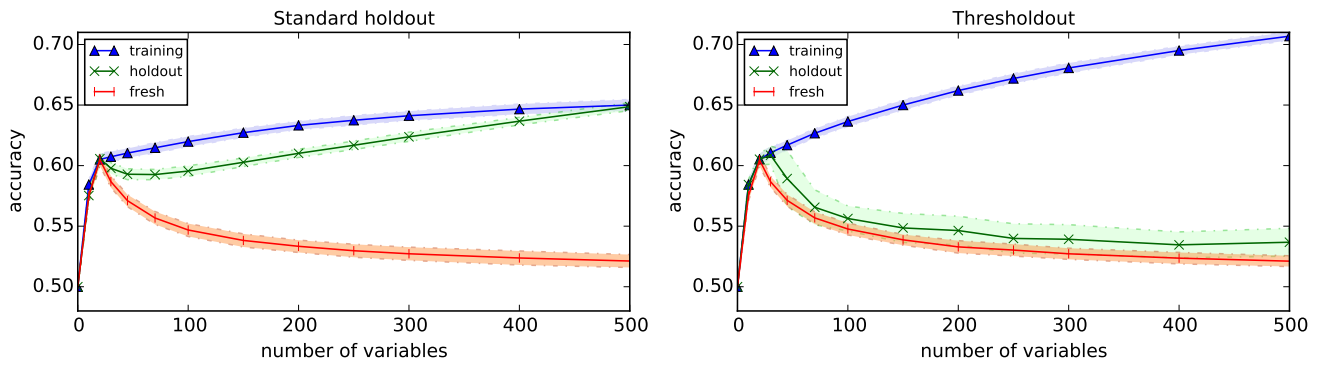 Standard holdout
training
holdout
fresh
0.70
0.65
0.60
0.55
0.50
accuracy
0 100 200 300 400 500
number of variables
Thresholdout
training
holdout
fresh
0.70
0.65
0.60
0.55
0.50
accuracy
0 100 200 300 400 500
number of variables